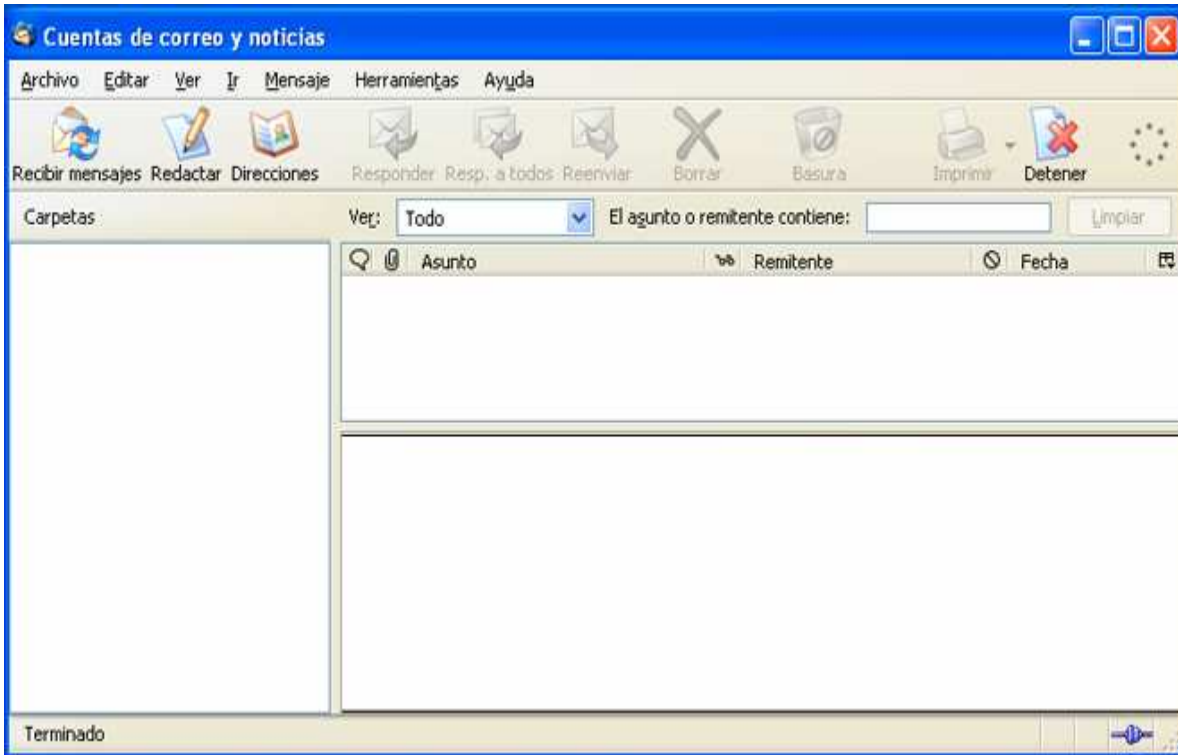 Cuentas de correo y noticias
Archivo Editar Ver Ir Mensaje Herramientas Ayuda
Recibir mensajes Redactar Direcciones Responder Resp. a todos Reenviar Borrar Basura Imprimir Detener
Carpetas Ver: Todo El asunto o remitente contiene: Limpiar
Asunto Remitente Fecha
Terminado